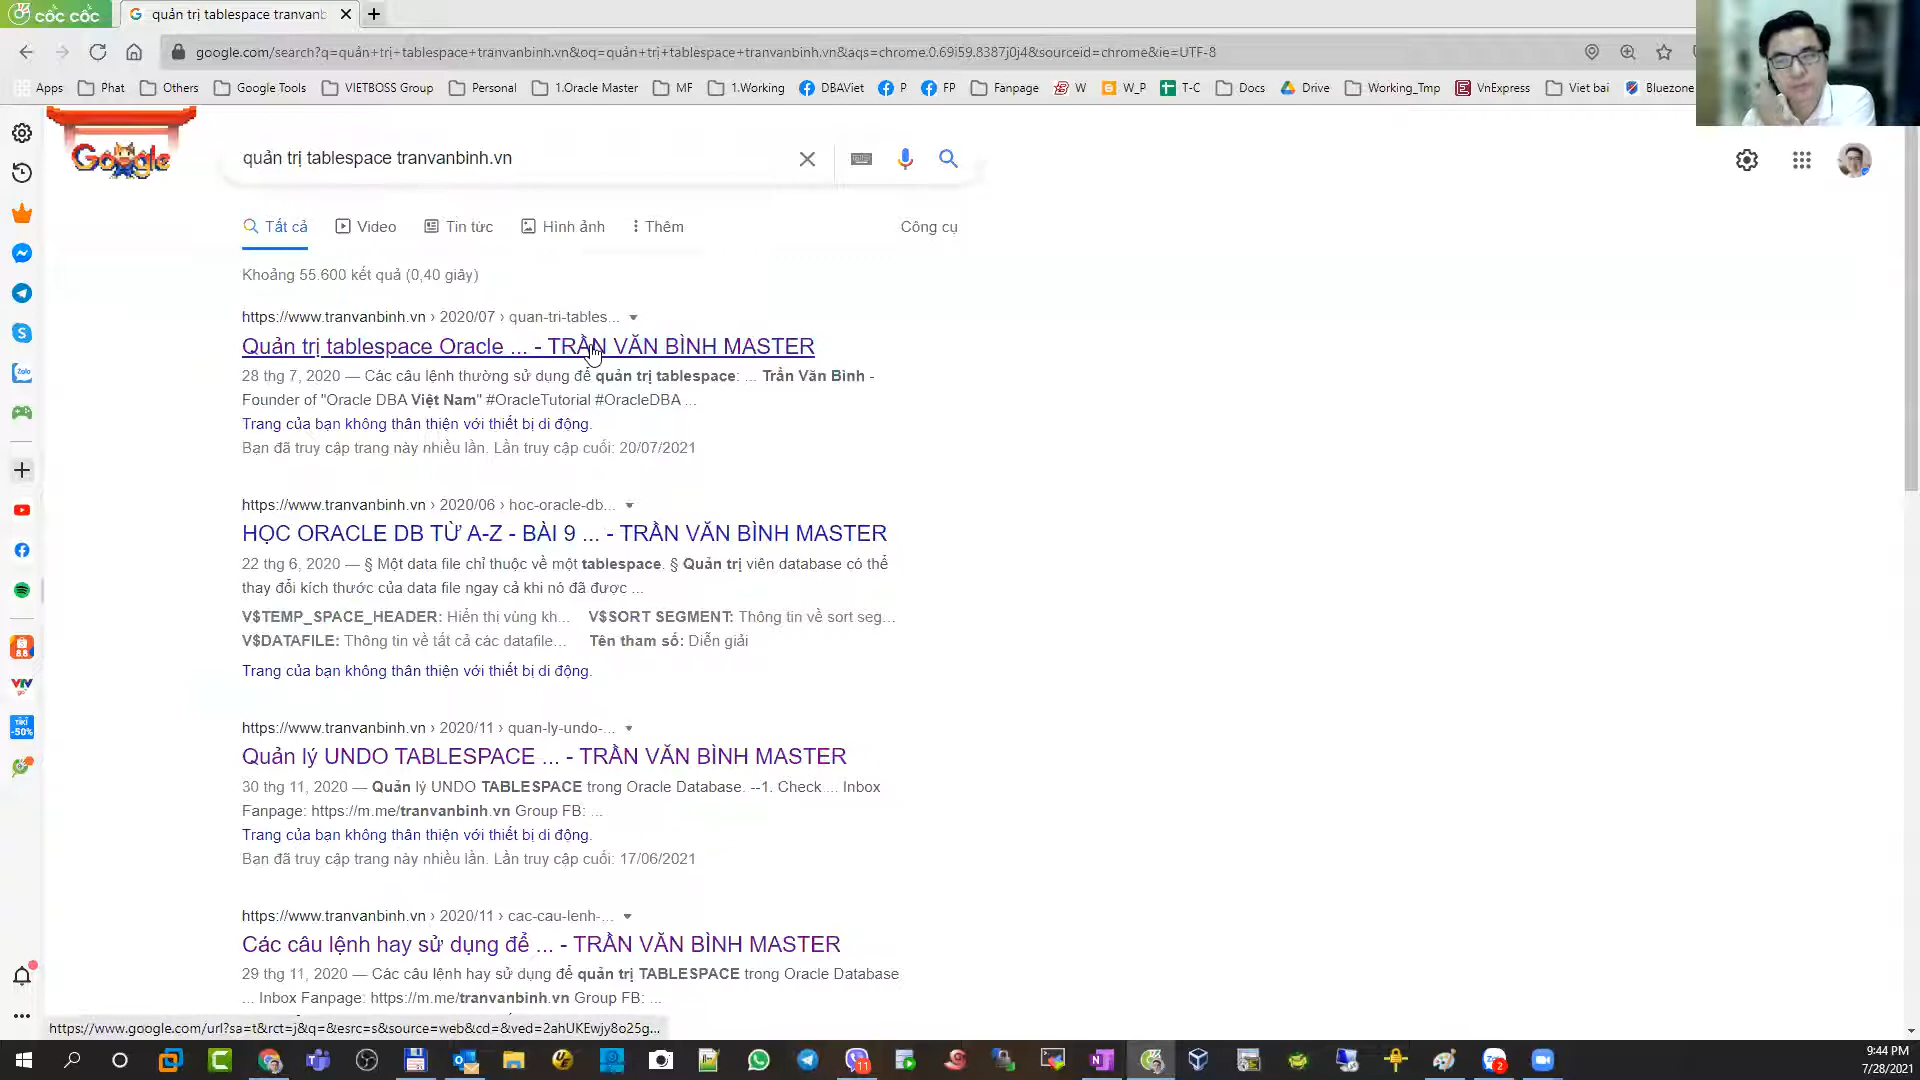 cốc cốc
quản trị tablespace tranvanb
google.com/search?q=quản+trị+tablespace+tranvanbinh.vn&oq=quản+trị+tablespace+tranvanbinh.vn&aqs=chrome.0.69i59.8387j0j4&sourceid=chrome&ie=UTF-8
Apps Phat Others Google Tools VIETBOSS Group Personal 1.Oracle Master MF 1.Working DBAViet P FP Fanpage W W_P T-C Docs Drive Working_Tmp VnExpress Viet bai Bluezone
Google
quản trị tablespace tranvanbinh.vn
Tất cả Video Tin tức Hình ảnh Thêm Công cụ
Khoảng 55.600 kết quả (0,40 giây)
https://www.tranvanbinh.vn › 2020/07 › quan-tri-tables...
Quản trị tablespace Oracle ... - TRẦN VĂN BÌNH MASTER
28 thg 7, 2020 — Các câu lệnh thường sử dụng để quản trị tablespace: ... Trần Văn Bình -
Founder of "Oracle DBA Việt Nam" #OracleTutorial #OracleDBA ...
Trang của bạn không thân thiện với thiết bị di động.
Bạn đã truy cập trang này nhiều lần. Lần truy cập cuối: 20/07/2021
https://www.tranvanbinh.vn › 2020/06 › hoc-oracle-db...
HỌC ORACLE DB TỪ A-Z - BÀI 9 ... - TRẦN VĂN BÌNH MASTER
22 thg 6, 2020 — § Một data file chỉ thuộc về một tablespace. § Quản trị viên database có thể
thay đổi kích thước của data file ngay cả khi nó đã được ...
V$TEMP_SPACE_HEADER: Hiển thị vùng kh... V$SORT SEGMENT: Thông tin về sort seg...
V$DATAFILE: Thông tin về tất cả các datafile... Tên tham số: Diễn giải
Trang của bạn không thân thiện với thiết bị di động.
https://www.tranvanbinh.vn › 2020/11 › quan-ly-undo-...
Quản lý UNDO TABLESPACE ... - TRẦN VĂN BÌNH MASTER
30 thg 11, 2020 — Quản lý UNDO TABLESPACE trong Oracle Database. --1. Check ... Inbox
Fanpage: https://m.me/tranvanbinh.vn Group FB: ...
Trang của bạn không thân thiện với thiết bị di động.
Bạn đã truy cập trang này nhiều lần. Lần truy cập cuối: 17/06/2021
https://www.tranvanbinh.vn › 2020/11 › cac-cau-lenh-...
Các câu lệnh hay sử dụng để ... - TRẦN VĂN BÌNH MASTER
29 thg 11, 2020 — Các câu lệnh hay sử dụng để quản trị TABLESPACE trong Oracle Database
... Inbox Fanpage: https://m.me/tranvanbinh.vn Group FB: ...
https://www.google.com/url?sa=t&rct=j&q=&esrc=s&source=web&cd=&ved=2ahUKEwjy8o25g...
9:44 PM
7/28/2021